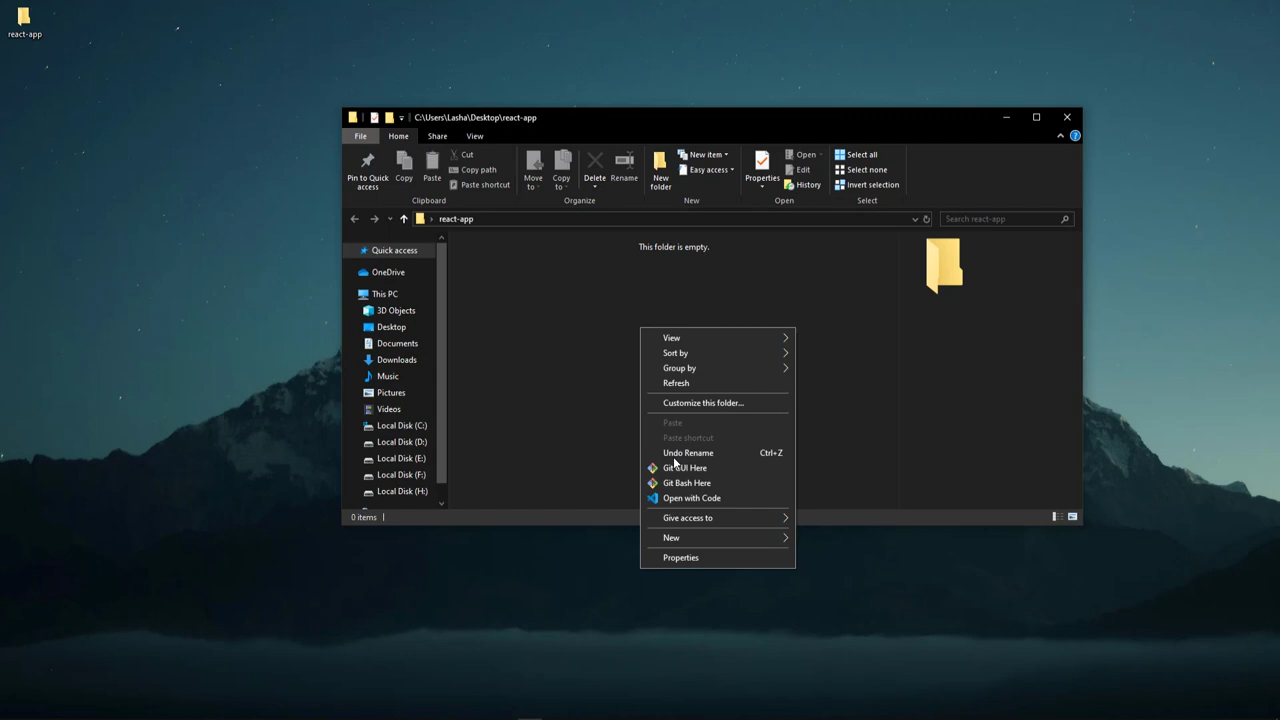 react-app
C:\Users\Lasha\Desktop\react-app
File Home Share View
Pin to Quick access
Copy
Paste
Cut
Copy path
Paste shortcut
Clipboard
Move to
Copy to
Delete
Rename
Organize
New folder
New item
Easy access
New
Properties
Open
Edit
History
Open
Select all
Select none
Invert selection
Select
react-app
Search react-app
Quick access
OneDrive
This PC
3D Objects
Desktop
Documents
Downloads
Music
Pictures
Videos
Local Disk (C:)
Local Disk (D:)
Local Disk (E:)
Local Disk (F:)
Local Disk (H:)
This folder is empty.
View
Sort by
Group by
Refresh
Customize this folder...
Paste
Paste shortcut
Undo Rename Ctrl+Z
Git GUI Here
Git Bash Here
Open with Code
Give access to
New
Properties
0 items